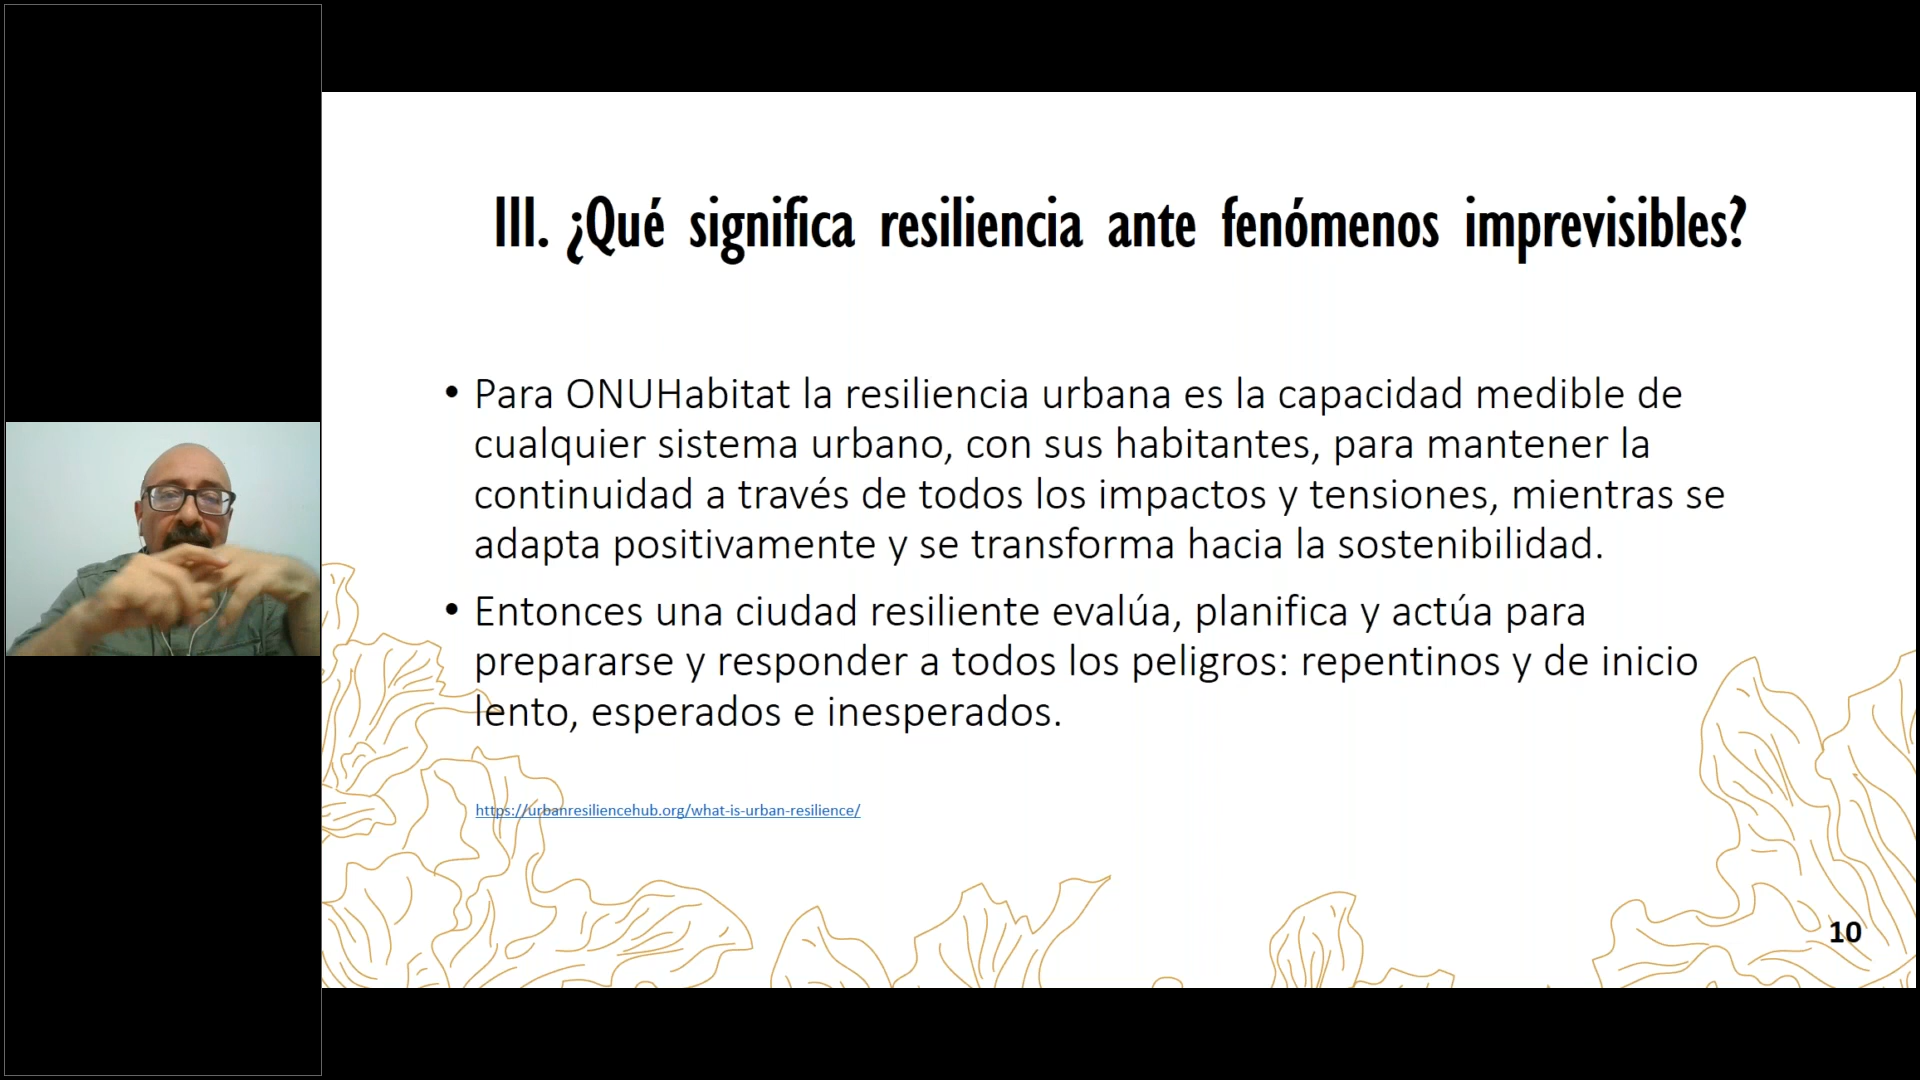 III. ¿Qué significa resiliencia ante fenómenos imprevisibles?
• Para ONUHabitat la resiliencia urbana es la capacidad medible de
cualquier sistema urbano, con sus habitantes, para mantener la
continuidad a través de todos los impactos y tensiones, mientras se
adapta positivamente y se transforma hacia la sostenibilidad.
• Entonces una ciudad resiliente evalúa, planifica y actúa para
prepararse y responder a todos los peligros: repentinos y de inicio
lento, esperados e inesperados.
https://urbanresiliencehub.org/what-is-urban-resilience/
10